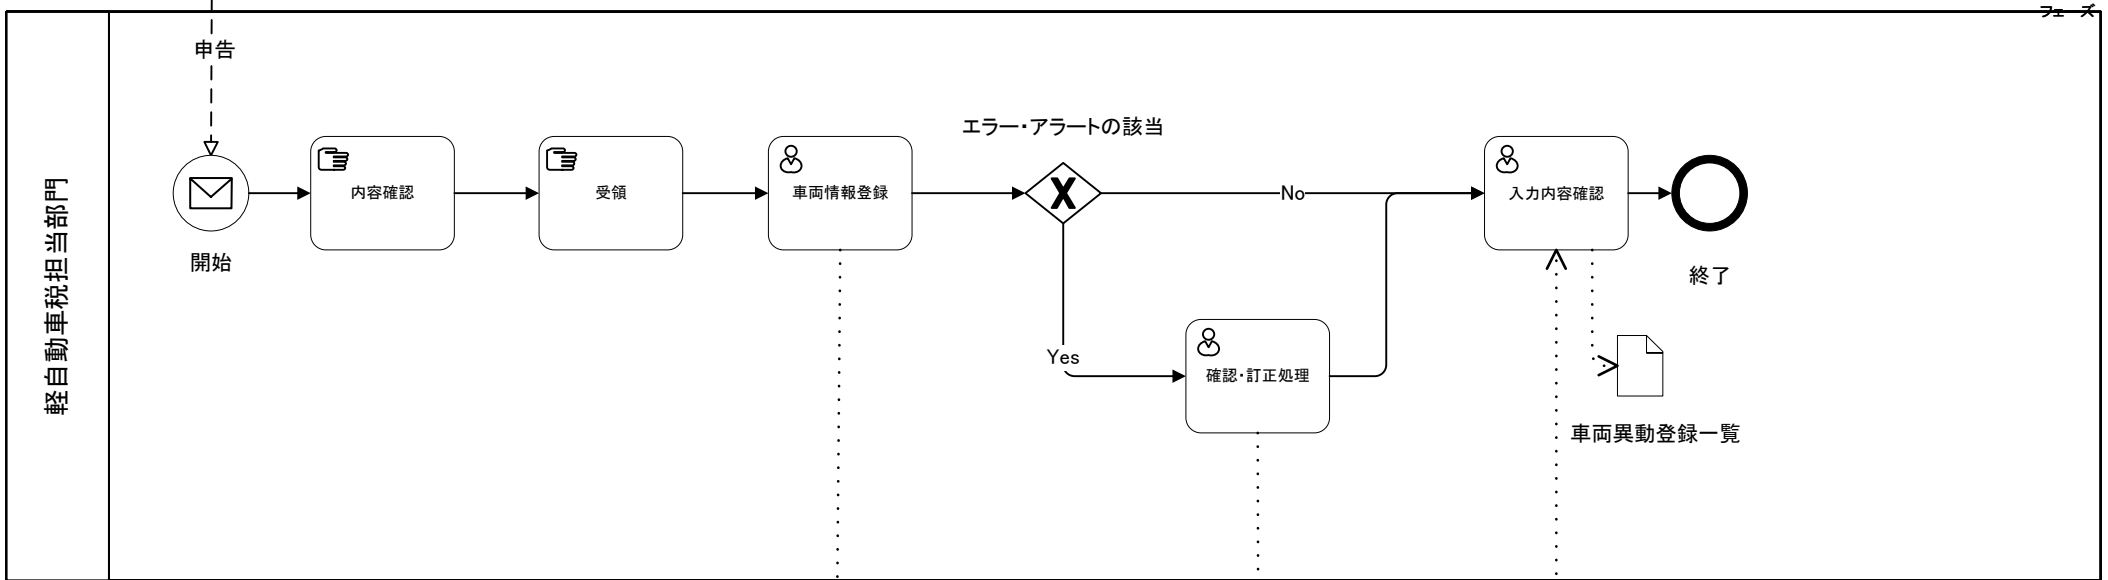 フェーズ
申告
エラー・アラートの該当
内容確認
受領
車両情報登録
No
入力内容確認
軽自動車税担当部門
開始
終了
Yes
確認・訂正処理
車両異動登録一覧